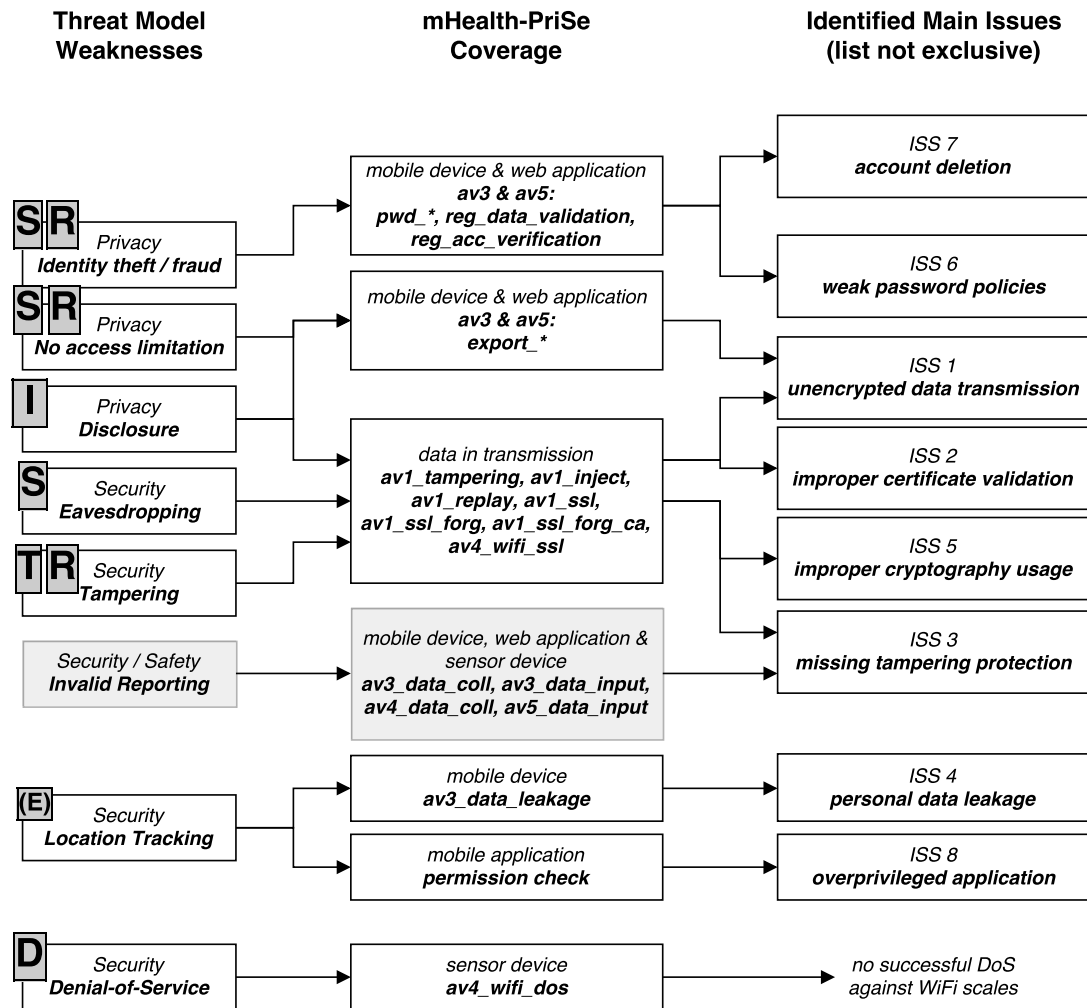 Threat Model
Weaknesses
mHealth-PriSe
Coverage
Identified Main Issues
(list not exclusive)
S R
Privacy
Identity theft / fraud
S R
Privacy
No access limitation
I
Privacy
Disclosure
S
Security
Eavesdropping
T R
Security
Tampering
Security / Safety
Invalid Reporting
(E)
Security
Location Tracking
D
Security
Denial-of-Service
mobile device & web application
av3 & av5:
pwd_*, reg_data_validation,
reg_acc_verification
mobile device & web application
av3 & av5:
export_*
data in transmission
av1_tampering, av1_inject,
av1_replay, av1_ssl,
av1_ssl_forg, av1_ssl_forg_ca,
av4_wifi_ssl
mobile device, web application &
sensor device
av3_data_coll, av3_data_input,
av4_data_coll, av5_data_input
mobile device
av3_data_leakage
mobile application
permission check
sensor device
av4_wifi_dos
ISS 7
account deletion
ISS 6
weak password policies
ISS 1
unencrypted data transmission
ISS 2
improper certificate validation
ISS 5
improper cryptography usage
ISS 3
missing tampering protection
ISS 4
personal data leakage
ISS 8
overprivileged application
no successful DoS
against WiFi scales